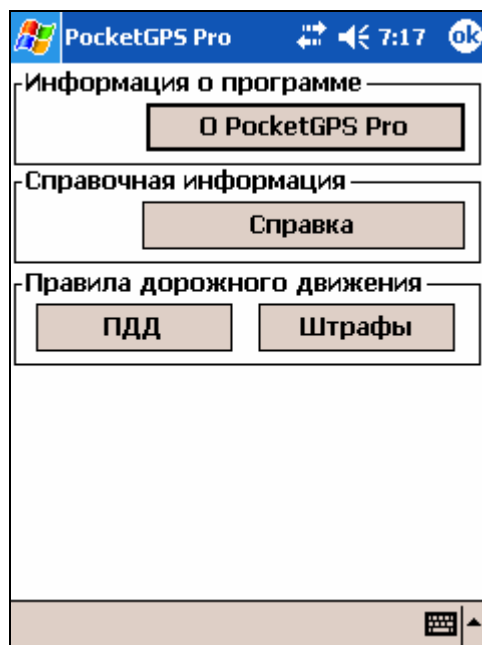 PocketGPS Pro 7:17 ok
Информация о программе
О PocketGPS Pro
Справочная информация
Справка
Правила дорожного движения
ПДД Штрафы